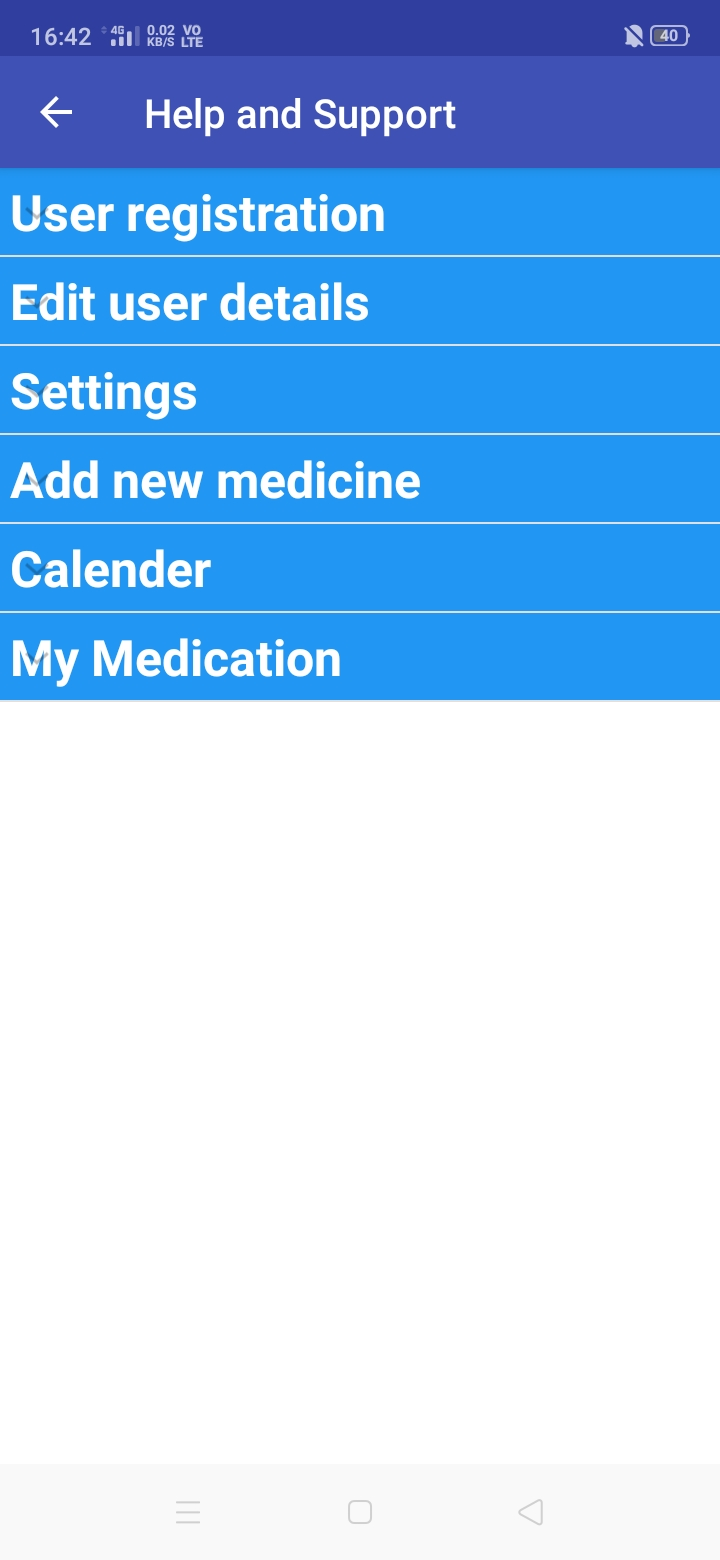 16:42 4G 0.02 KB/S VO LTE 40
Help and Support
User registration
Edit user details
Settings
Add new medicine
Calender
My Medication